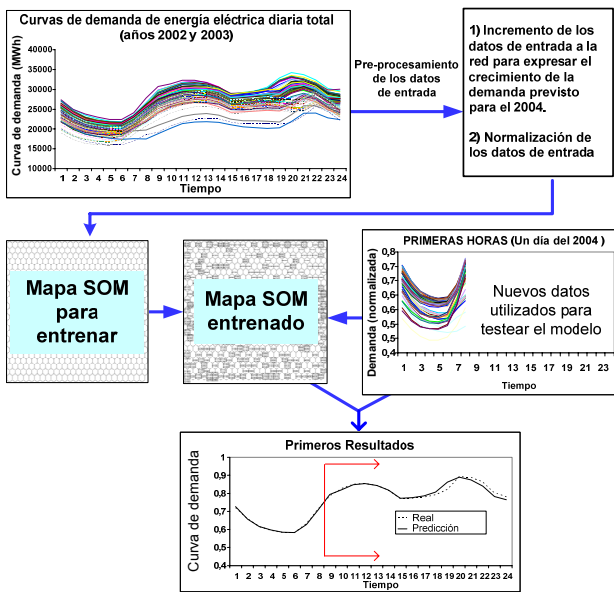 Curvas de demanda de energía eléctrica diaria total
(años 2002 y 2003)
Curva de demanda (MWh)
40000
35000
30000
25000
20000
15000
10000
1 2 3 4 5 6 7 8 9 10 11 12 13 14 15 16 17 18 19 20 21 22 23 24
Tiempo
Pre-procesamiento
de los datos
de entrada
1) Incremento de los
datos de entrada a la
red para expresar el
crecimiento de la
demanda previsto
para el 2004.
2) Normalización de
los datos de entrada
Mapa SOM
para
entrenar
Mapa SOM
entrenado
PRIMERAS HORAS (Un día del 2004 )
Demanda (normalizada)
0,8
0,7
0,7
0,6
0,6
0,5
0,5
0,4
1 3 5 7 9 11 13 15 17 19 21 23
Tiempo
Nuevos datos
utilizados para
testear el modelo
Primeros Resultados
Curva de demanda
1
0,9
0,8
0,7
0,6
0,5
0,4
1 2 3 4 5 6 7 8 9 10 11 12 13 14 15 16 17 18 19 20 21 22 23 24
Tiempo
Real
Predicción